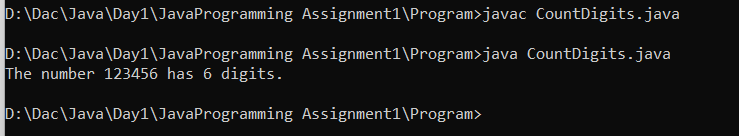 D:\Dac\Java\Day1\JavaProgramming Assignment1\Program>javac CountDigits.java
D:\Dac\Java\Day1\JavaProgramming Assignment1\Program>java CountDigits.java
The number 123456 has 6 digits.
D:\Dac\Java\Day1\JavaProgramming Assignment1\Program>